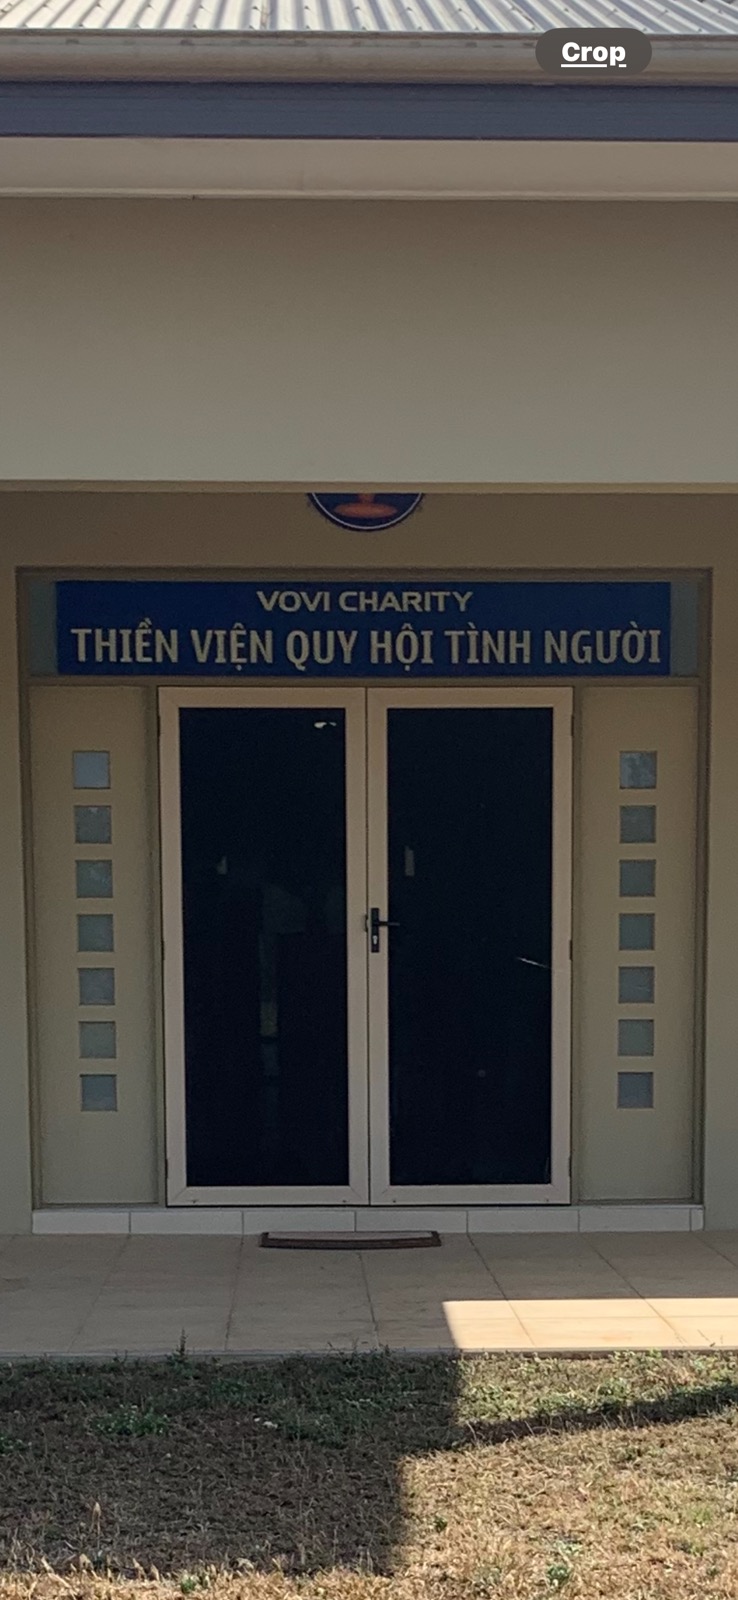 Crop
VOVI CHARITY
THIỀN VIỆN QUY HỘI TÌNH NGƯỜI